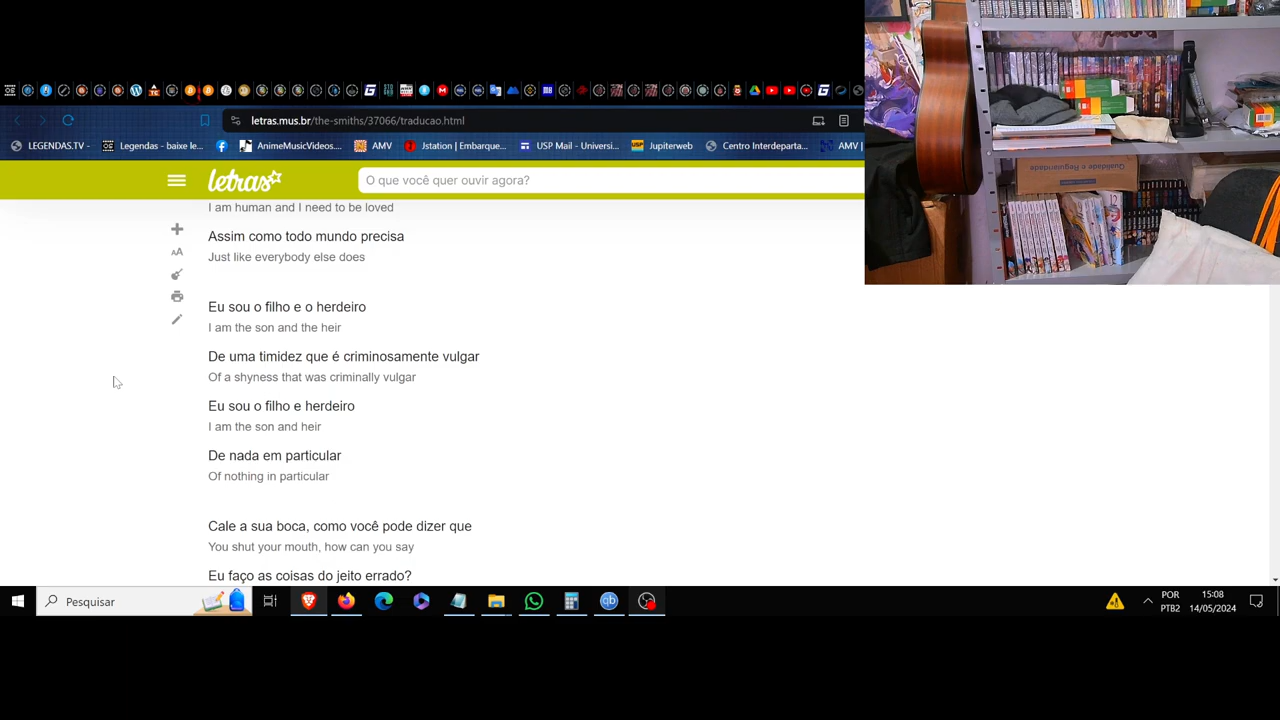 letras.mus.br/the-smiths/37066/traducao.html
LEGENDAS.TV -
Legendas - baixe le...
AnimeMusicVideos....
AMV
Jstation | Embarque...
USP Mail - Universi...
Jupiterweb
Centro Interdeparta...
AMV |
letras
O que você quer ouvir agora?
I am human and I need to be loved
Assim como todo mundo precisa
Just like everybody else does
Eu sou o filho e o herdeiro
I am the son and the heir
De uma timidez que é criminosamente vulgar
Of a shyness that was criminally vulgar
Eu sou o filho e herdeiro
I am the son and heir
De nada em particular
Of nothing in particular
Cale a sua boca, como você pode dizer que
You shut your mouth, how can you say
Eu faço as coisas do jeito errado?
Qualidade e Regularidade
12
Pesquisar
POR
PTB2
15:08
14/05/2024